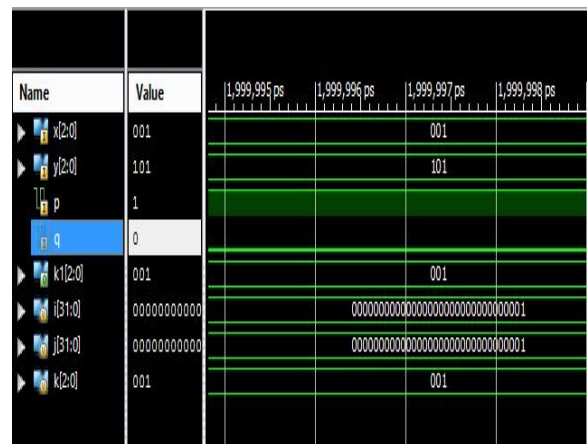 Name Value 1,999,995 ps 1,999,996 ps 1,999,997 ps 1,999,998 ps
x[2:0] 001 001
y[2:0] 101 101
p 1
q 0
k1[2:0] 001 001
i[31:0] 00000000000 00000000000000000000000000000001
j[31:0] 00000000000 00000000000000000000000000000001
k[2:0] 001 001